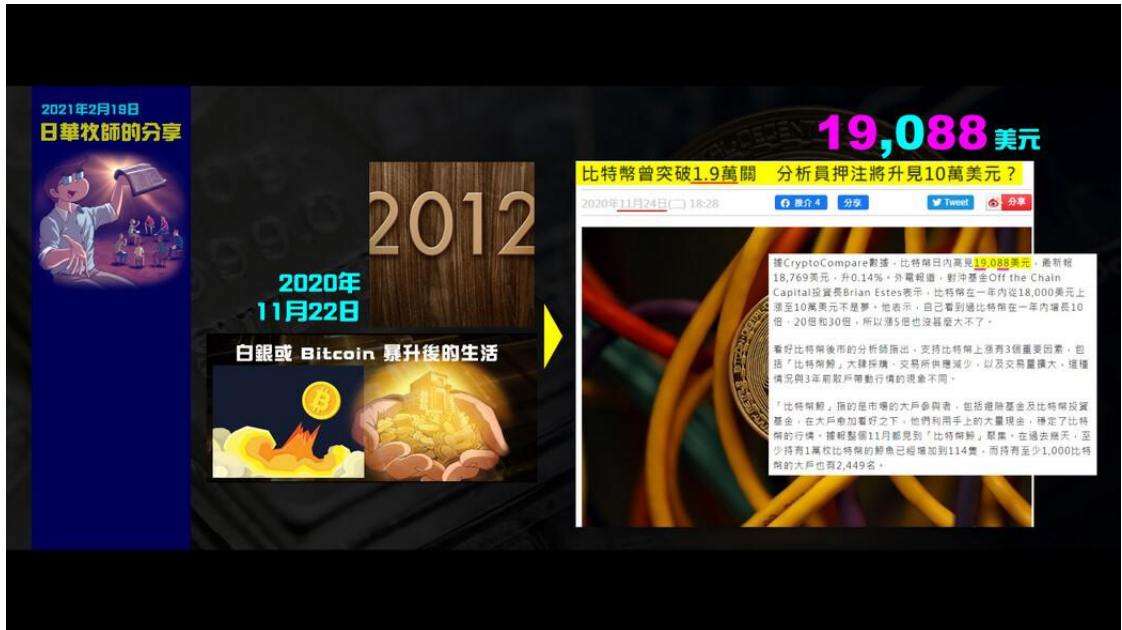 2021年2月19日
日華牧師的分享
2012
2020年
11月22日
白銀或 Bitcoin 暴升後的生活
19,088 美元
比特幣曾突破1.9萬關 分析員押注將升見10萬美元？
2020年11月24日(二) 18:28
推介 4
分享
Tweet
分享
據CryptoCompare數據，比特幣日內高見19,088美元，最新報
18,769美元，升0.14%。外電報道，對沖基金Off the Chain
Capital投資長Brian Estes表示，比特幣在一年內從18,000美元上
漲至10萬美元不是夢。他表示，自己看到過比特幣在一年內增長10
倍、20倍和30倍，所以漲5倍也沒甚麼大不了。
看好比特幣後市的分析師指出，支持比特幣上漲有3個重要因素，包
括「比特幣鯨」大肆採購、交易所供應減少，以及交易量擴大，這種
情況與3年前散戶帶動行情的現象不同。
「比特幣鯨」指的是市場的大戶參與者，包括避險基金及比特幣投資
基金，在大戶愈加看好之下，他們利用手上的大量現金，穩定了比特
幣的行情。據報整個11月都見到「比特幣鯨」聚集。在過去幾天，至
少持有1萬枚比特幣的鯨魚已經增加到114隻，而持有至少1,000比特
幣的大戶也有2,449名。